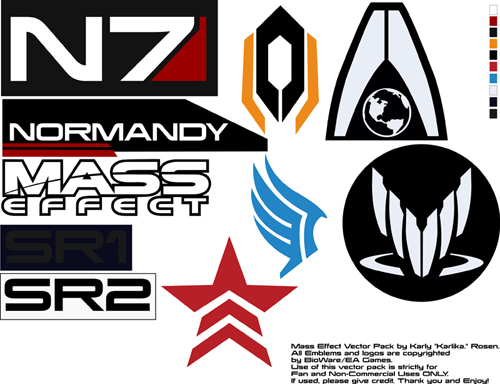 N7
NORMANDY
MASS
EFFECT
SR1
SR2
Mass Effect Vector Pack by Karly "Karlika" Rosen.
All Emblems and logos are copyrighted
by BioWare/EA Games.
Use of this vector pack is strictly for
Fan and Non-Commercial Uses ONLY.
If used, please give credit. Thank you and Enjoy!